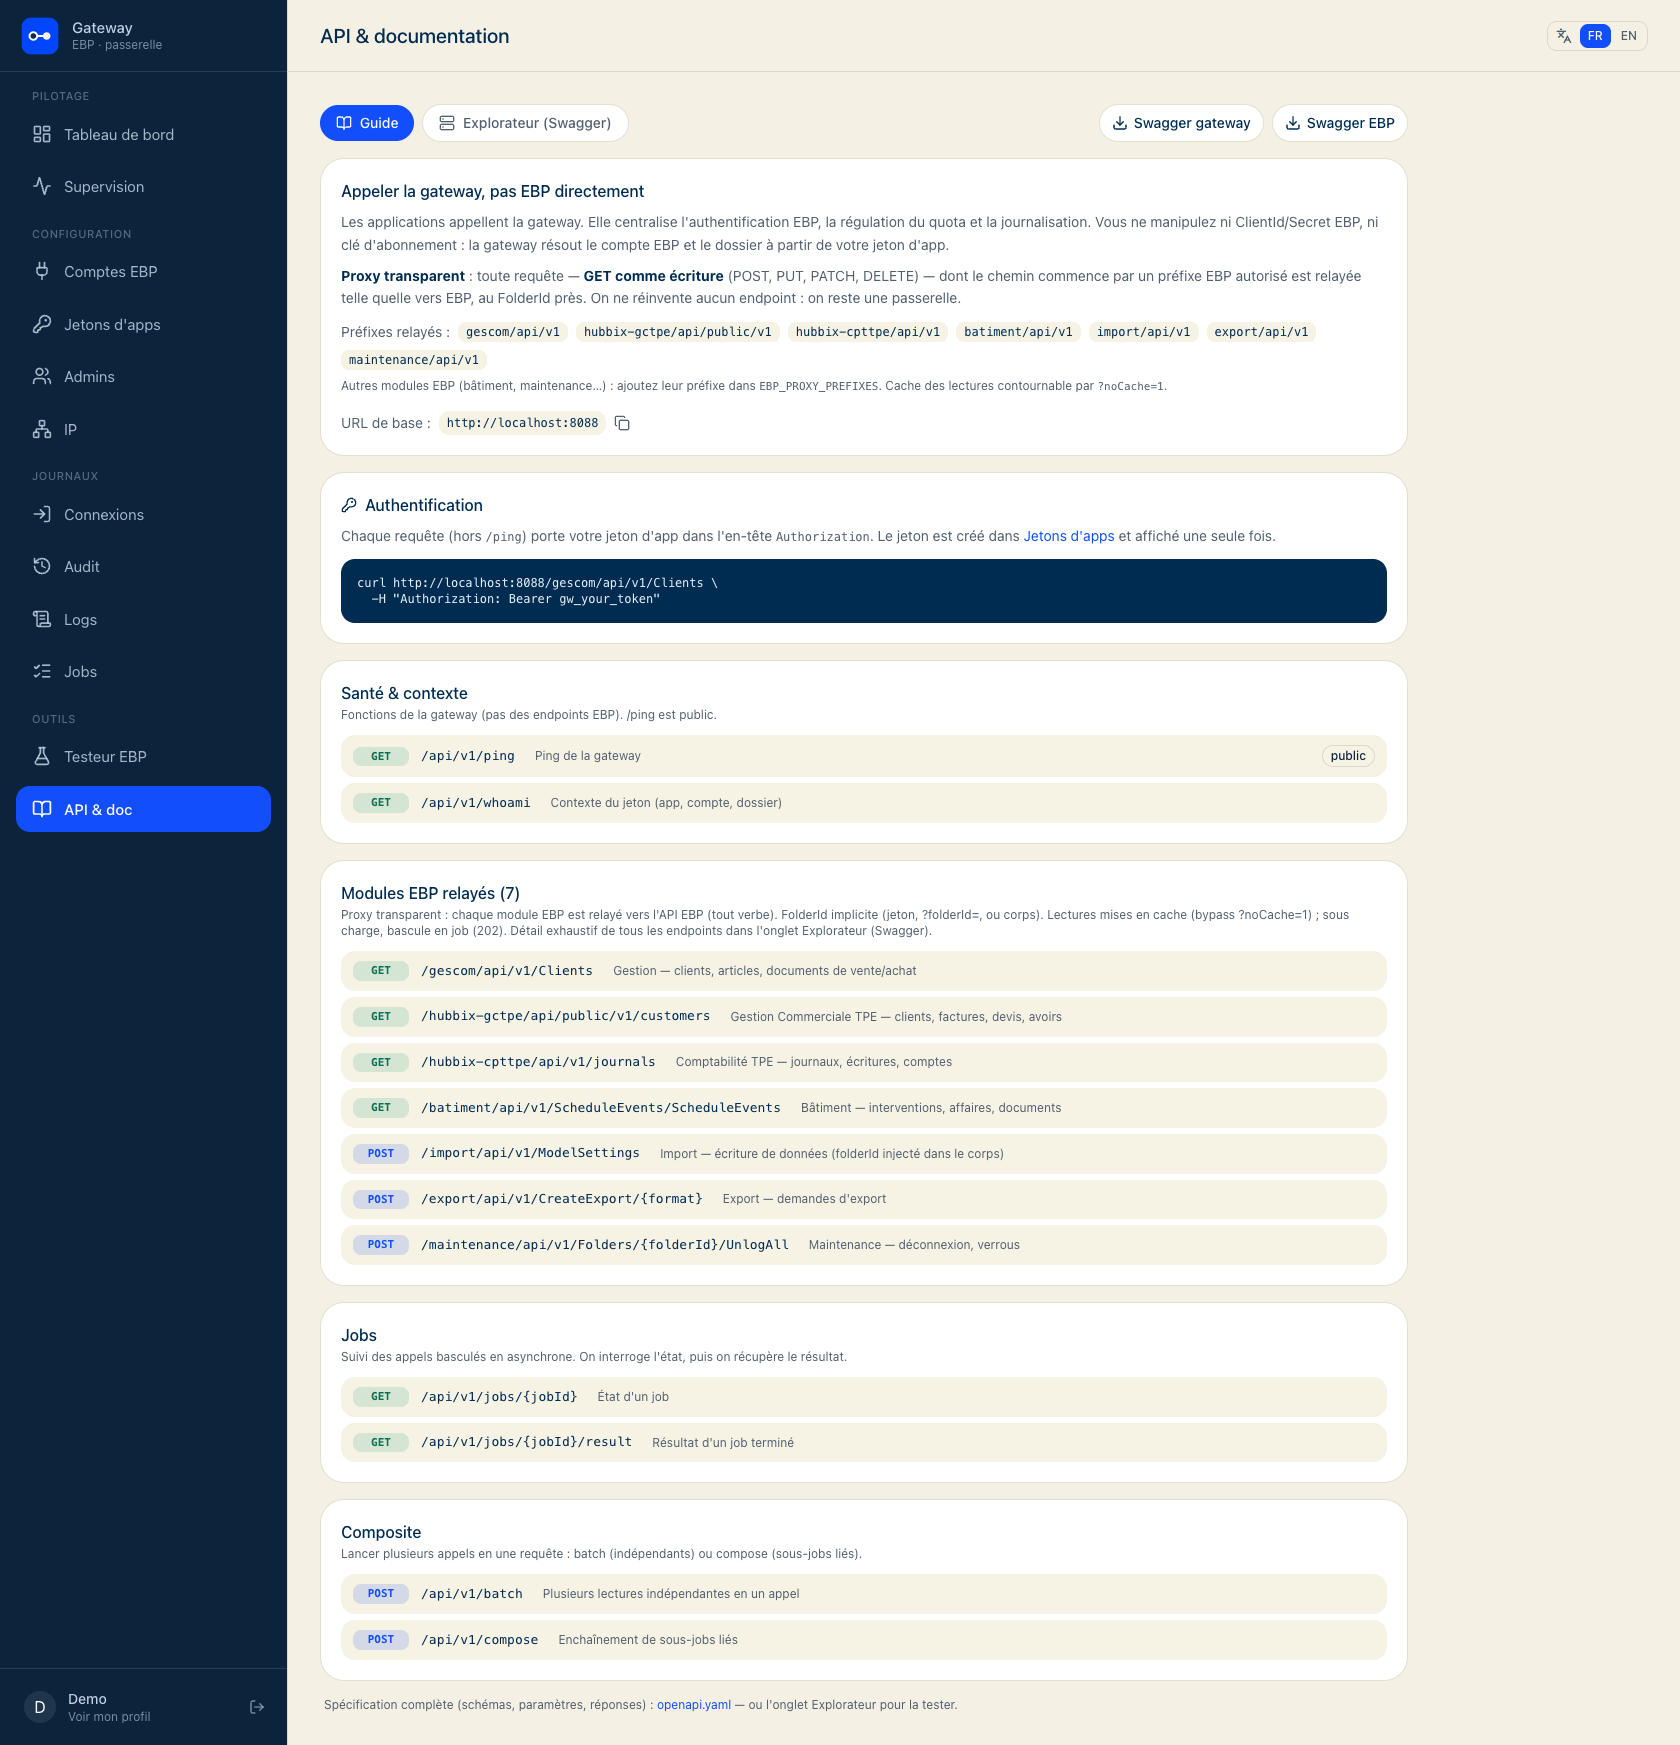 Gateway
EBP · passerelle
PILOTAGE
Tableau de bord
Supervision
CONFIGURATION
Comptes EBP
Jetons d'apps
Admins
IP
JOURNAUX
Connexions
Audit
Logs
Jobs
OUTILS
Testeur EBP
API & doc
Demo
Voir mon profil
D
API & documentation
FR EN
Guide
Explorateur (Swagger)
Swagger gateway
Swagger EBP
Appeler la gateway, pas EBP directement
Les applications appellent la gateway. Elle centralise l'authentification EBP, la régulation du quota et la journalisation. Vous ne manipulez ni ClientId/Secret EBP, ni
clé d'abonnement : la gateway résout le compte EBP et le dossier à partir de votre jeton d'app.
Proxy transparent : toute requête — GET comme écriture (POST, PUT, PATCH, DELETE) — dont le chemin commence par un préfixe EBP autorisé est relayée
telle quelle vers EBP, au FolderId près. On ne réinvente aucun endpoint : on reste une passerelle.
Préfixes relayés : gescom/api/v1 hubbix-gctpe/api/public/v1 hubbix-cpttpe/api/v1 batiment/api/v1 import/api/v1 export/api/v1
maintenance/api/v1
Autres modules EBP (bâtiment, maintenance…) : ajoutez leur préfixe dans EBP_PROXY_PREFIXES. Cache des lectures contournable par ?noCache=1.
URL de base : http://localhost:8088
Authentification
Chaque requête (hors /ping) porte votre jeton d'app dans l'en-tête Authorization. Le jeton est créé dans Jetons d'apps et affiché une seule fois.
curl http://localhost:8088/gescom/api/v1/Clients \
-H "Authorization: Bearer gw_your_token"
Santé & contexte
Fonctions de la gateway (pas des endpoints EBP). /ping est public.
GET /api/v1/ping Ping de la gateway public
GET /api/v1/whoami Contexte du jeton (app, compte, dossier)
Modules EBP relayés (7)
Proxy transparent : chaque module EBP est relayé vers l'API EBP (tout verbe). FolderId implicite (jeton, ?folderId=, ou corps). Lectures mises en cache (bypass ?noCache=1) ; sous
charge, bascule en job (202). Détail exhaustif de tous les endpoints dans l'onglet Explorateur (Swagger).
GET /gescom/api/v1/Clients Gestion — clients, articles, documents de vente/achat
GET /hubbix-gctpe/api/public/v1/customers Gestion Commerciale TPE — clients, factures, devis, avoirs
GET /hubbix-cpttpe/api/v1/journals Comptabilité TPE — journaux, écritures, comptes
GET /batiment/api/v1/ScheduleEvents/ScheduleEvents Bâtiment — interventions, affaires, documents
POST /import/api/v1/ModelSettings Import — écriture de données (folderId injecté dans le corps)
POST /export/api/v1/CreateExport/{format} Export — demandes d'export
POST /maintenance/api/v1/Folders/{folderId}/UnlogAll Maintenance — déconnexion, verrous
Jobs
Suivi des appels basculés en asynchrone. On interroge l'état, puis on récupère le résultat.
GET /api/v1/jobs/{jobId} État d'un job
GET /api/v1/jobs/{jobId}/result Résultat d'un job terminé
Composite
Lancer plusieurs appels en une requête : batch (indépendants) ou compose (sous-jobs liés).
POST /api/v1/batch Plusieurs lectures indépendantes en un appel
POST /api/v1/compose Enchaînement de sous-jobs liés
Spécification complète (schémas, paramètres, réponses) : openapi.yaml — ou l'onglet Explorateur pour la tester.